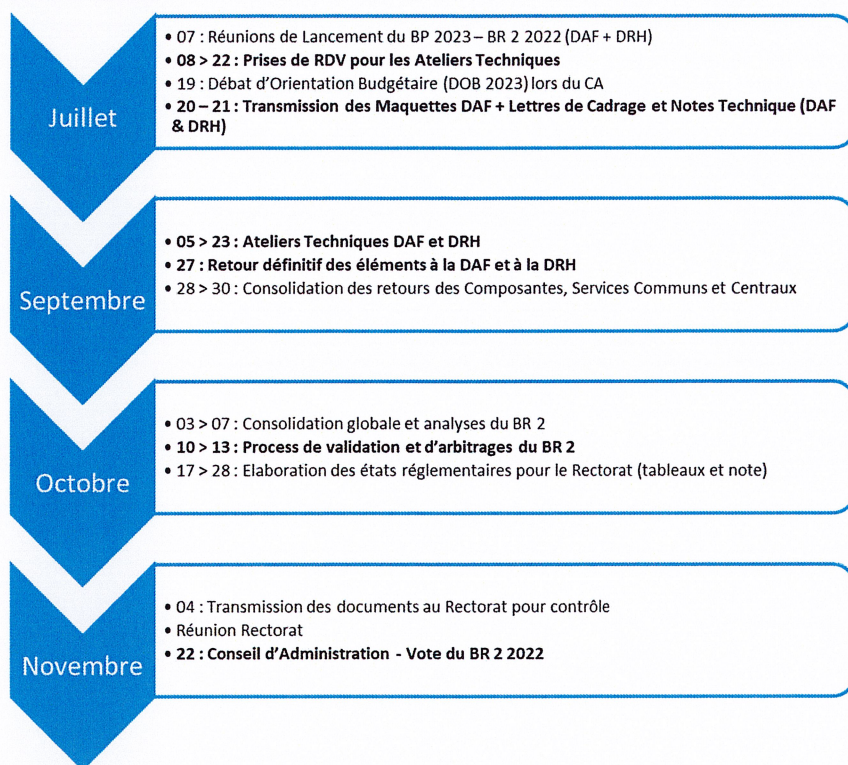 Juillet
• 07 : Réunions de Lancement du BP 2023 – BR 2 2022 (DAF + DRH)
• 08 > 22 : Prises de RDV pour les Ateliers Techniques
• 19 : Débat d'Orientation Budgétaire (DOB 2023) lors du CA
• 20 – 21 : Transmission des Maquettes DAF + Lettres de Cadrage et Notes Technique (DAF
& DRH)
Septembre
• 05 > 23 : Ateliers Techniques DAF et DRH
• 27 : Retour définitif des éléments à la DAF et à la DRH
• 28 > 30 : Consolidation des retours des Composantes, Services Communs et Centraux
Octobre
• 03 > 07 : Consolidation globale et analyses du BR 2
• 10 > 13 : Process de validation et d'arbitrages du BR 2
• 17 > 28 : Elaboration des états réglementaires pour le Rectorat (tableaux et note)
Novembre
• 04 : Transmission des documents au Rectorat pour contrôle
• Réunion Rectorat
• 22 : Conseil d'Administration - Vote du BR 2 2022